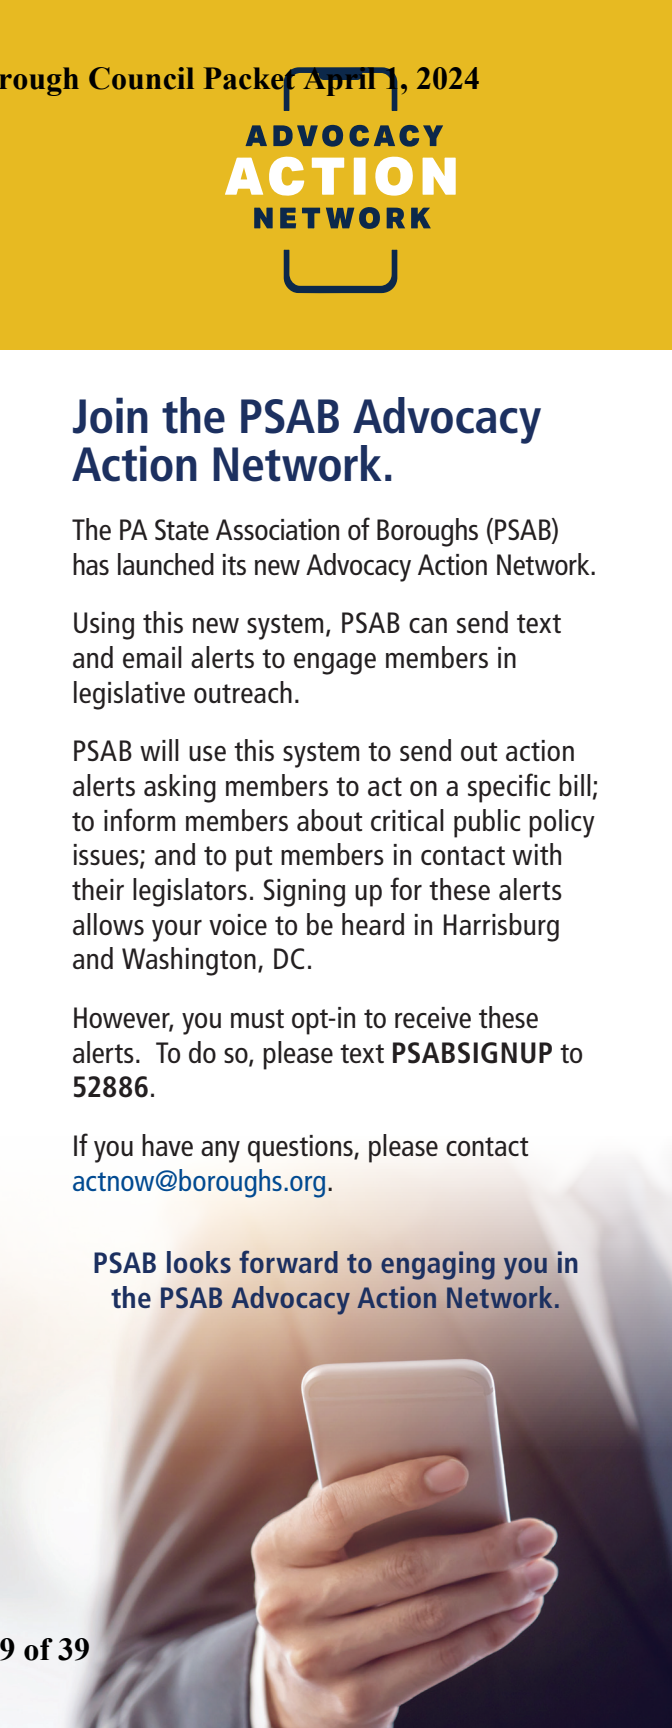 rough Council Packet April 1, 2024
ADVOCACY
ACTION
NETWORK
Join the PSAB Advocacy
Action Network.
The PA State Association of Boroughs (PSAB)
has launched its new Advocacy Action Network.
Using this new system, PSAB can send text
and email alerts to engage members in
legislative outreach.
PSAB will use this system to send out action
alerts asking members to act on a specific bill;
to inform members about critical public policy
issues; and to put members in contact with
their legislators. Signing up for these alerts
allows your voice to be heard in Harrisburg
and Washington, DC.
However, you must opt-in to receive these
alerts.  To do so, please text PSABSIGNUP to
52886.
If you have any questions, please contact
actnow@boroughs.org.
PSAB looks forward to engaging you in
the PSAB Advocacy Action Network.
9 of 39